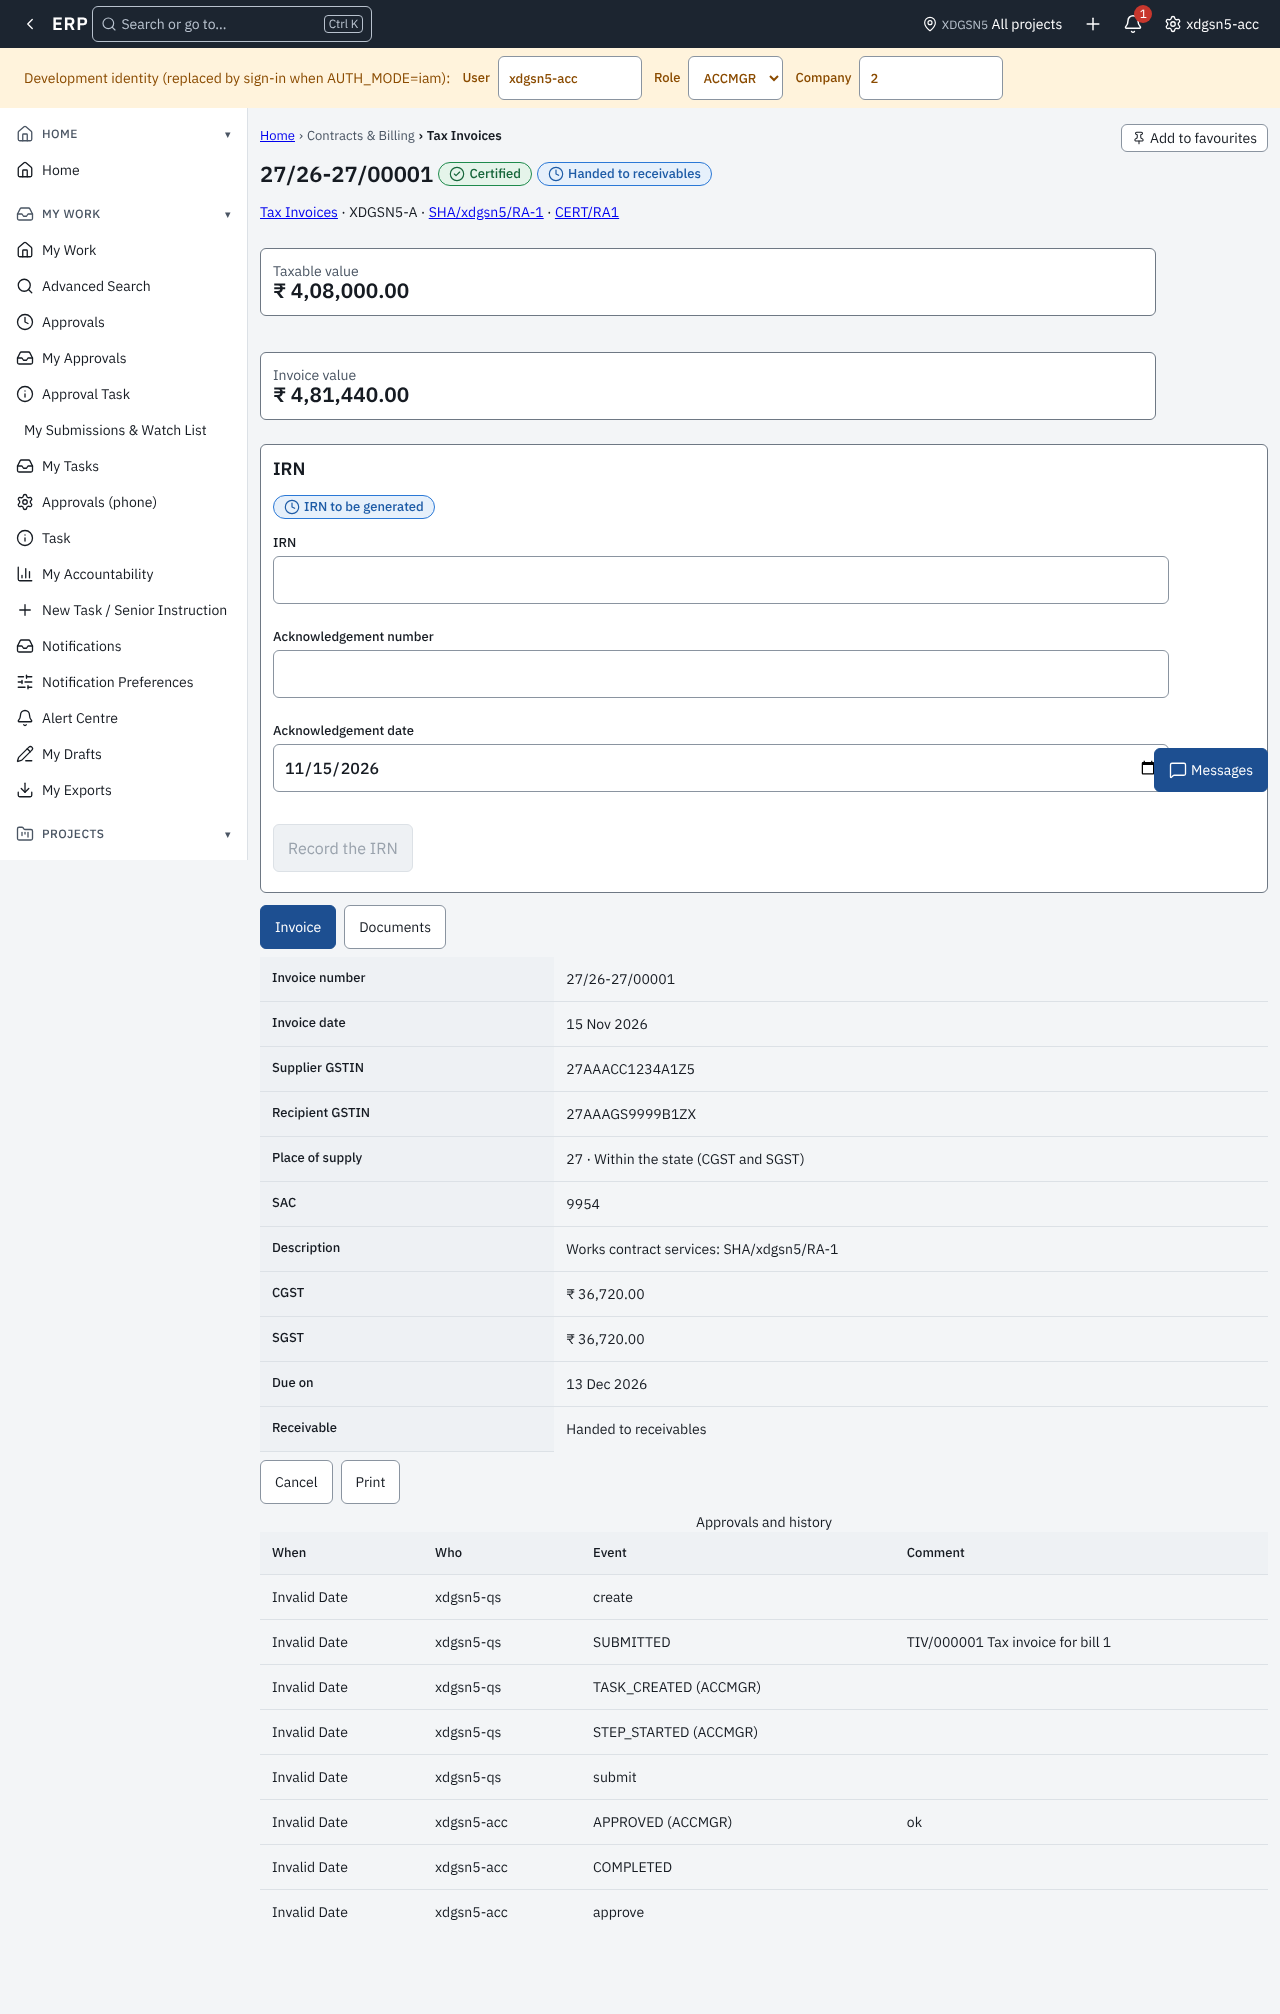 ERP
Search or go to... Ctrl K
XDGSN5 All projects
1
xdgsn5-acc
Development identity (replaced by sign-in when AUTH_MODE=iam): User xdgsn5-acc Role ACCMGR Company 2
HOME
Home
MY WORK
My Work
Advanced Search
Approvals
My Approvals
Approval Task
My Submissions & Watch List
My Tasks
Approvals (phone)
Task
My Accountability
New Task / Senior Instruction
Notifications
Notification Preferences
Alert Centre
My Drafts
My Exports
PROJECTS
Home › Contracts & Billing › Tax Invoices
Add to favourites
27/26-27/00001 Certified Handed to receivables
Tax Invoices · XDGSN5-A · SHA/xdgsn5/RA-1 · CERT/RA1
Taxable value
₹ 4,08,000.00
Invoice value
₹ 4,81,440.00
IRN
IRN to be generated
IRN
Acknowledgement number
Acknowledgement date
11/15/2026
Messages
Record the IRN
Invoice Documents
Invoice number 27/26-27/00001
Invoice date 15 Nov 2026
Supplier GSTIN 27AAACC1234A1Z5
Recipient GSTIN 27AAAGS9999B1ZX
Place of supply 27 · Within the state (CGST and SGST)
SAC 9954
Description Works contract services: SHA/xdgsn5/RA-1
CGST ₹ 36,720.00
SGST ₹ 36,720.00
Due on 13 Dec 2026
Receivable Handed to receivables
Cancel Print
Approvals and history
When Who Event Comment
Invalid Date xdgsn5-qs create
Invalid Date xdgsn5-qs SUBMITTED TIV/000001 Tax invoice for bill 1
Invalid Date xdgsn5-qs TASK_CREATED (ACCMGR)
Invalid Date xdgsn5-qs STEP_STARTED (ACCMGR)
Invalid Date xdgsn5-qs submit
Invalid Date xdgsn5-acc APPROVED (ACCMGR) ok
Invalid Date xdgsn5-acc COMPLETED
Invalid Date xdgsn5-acc approve